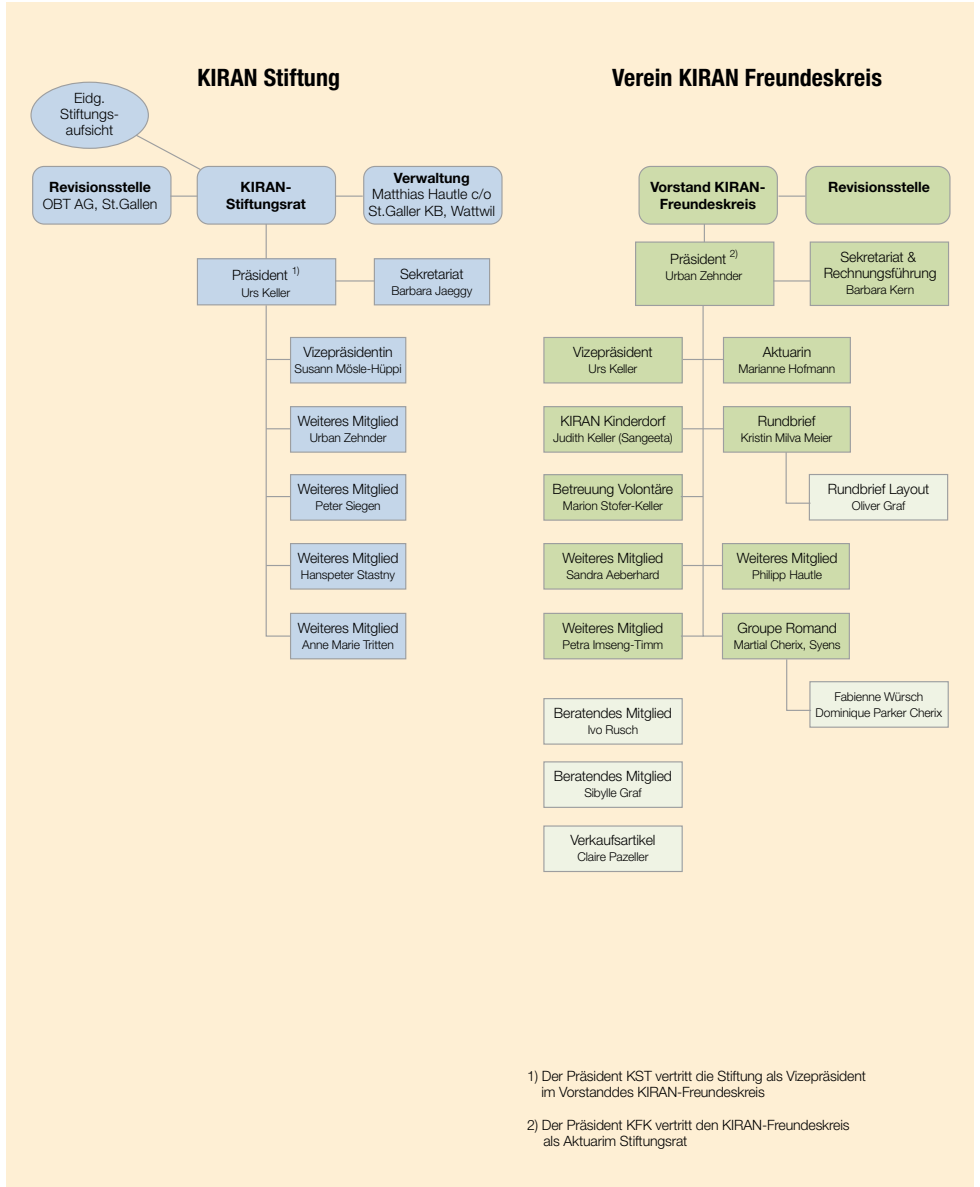 KIRAN Stiftung
Eidg.
Stiftungs-
aufsicht
Revisionsstelle
OBT AG, St.Gallen
KIRAN-
Stiftungsrat
Verwaltung
Matthias Hautle c/o
St.Galler KB, Wattwil
Präsident 1)
Urs Keller
Sekretariat
Barbara Jaeggy
Vizepräsidentin
Susann Mösle-Hüppi
Weiteres Mitglied
Urban Zehnder
Weiteres Mitglied
Peter Siegen
Weiteres Mitglied
Hanspeter Stastny
Weiteres Mitglied
Anne Marie Tritten
Verein KIRAN Freundeskreis
Vorstand KIRAN-
Freundeskreis
Revisionsstelle
Präsident 2)
Urban Zehnder
Sekretariat &
Rechnungsführung
Barbara Kern
Vizepräsident
Urs Keller
Aktuarin
Marianne Hofmann
KIRAN Kinderdorf
Judith Keller (Sangeeta)
Rundbrief
Kristin Milva Meier
Betreuung Volontäre
Marion Stofer-Keller
Rundbrief Layout
Oliver Graf
Weiteres Mitglied
Sandra Aeberhard
Weiteres Mitglied
Philipp Hautle
Weiteres Mitglied
Petra Imseng-Timm
Groupe Romand
Martial Cherix, Syens
Fabienne Würsch
Dominique Parker Cherix
Beratendes Mitglied
Ivo Rusch
Beratendes Mitglied
Sibylle Graf
Verkaufsartikel
Claire Pazeller
1) Der Präsident KST vertritt die Stiftung als Vizepräsident
im Vorstanddes KIRAN-Freundeskreis
2) Der Präsident KFK vertritt den KIRAN-Freundeskreis
als Aktuarim Stiftungsrat